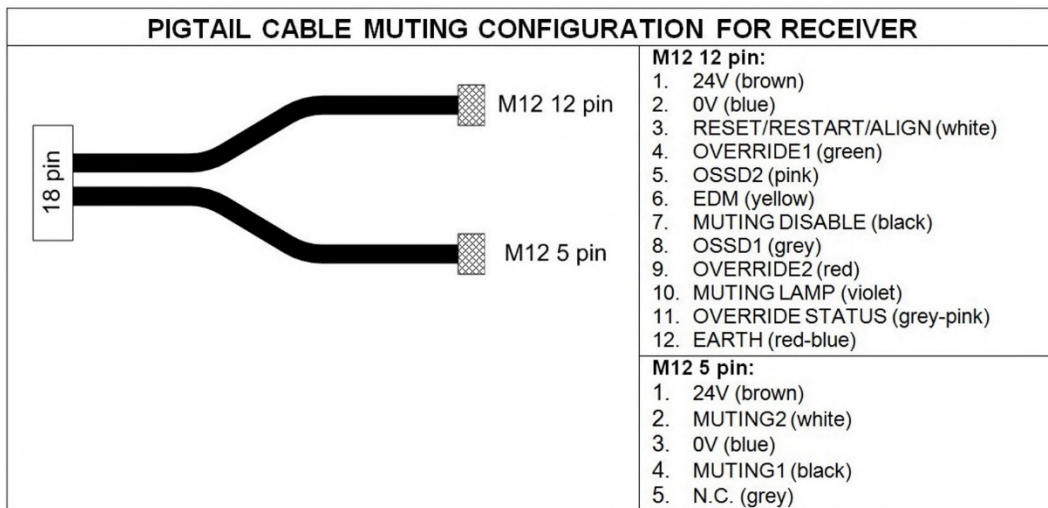 PIGTAIL CABLE MUTING CONFIGURATION FOR RECEIVER
18 pin
M12 12 pin
M12 5 pin
M12 12 pin:
1. 24V (brown)
2. 0V (blue)
3. RESET/RESTART/ALIGN (white)
4. OVERRIDE1 (green)
5. OSSD2 (pink)
6. EDM (yellow)
7. MUTING DISABLE (black)
8. OSSD1 (grey)
9. OVERRIDE2 (red)
10. MUTING LAMP (violet)
11. OVERRIDE STATUS (grey-pink)
12. EARTH (red-blue)
M12 5 pin:
1. 24V (brown)
2. MUTING2 (white)
3. 0V (blue)
4. MUTING1 (black)
5. N.C. (grey)